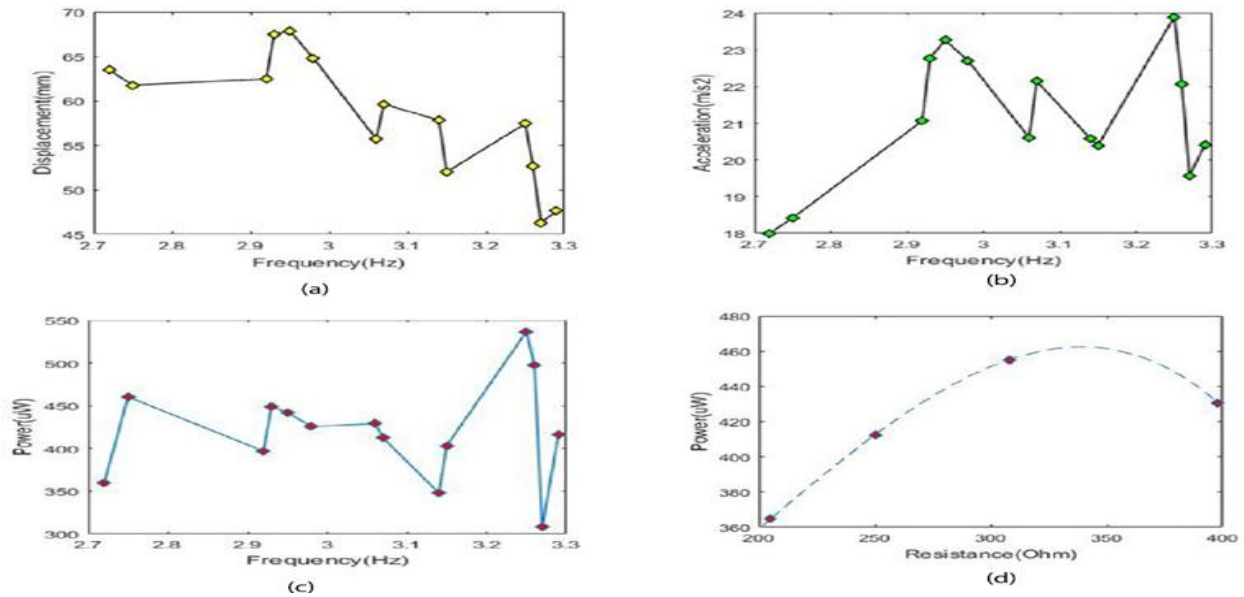 70
65
60
55
50
45
Displacement(mm)
2.7 2.8 2.9 3 3.1 3.2 3.3
Frequency(Hz)
(a)
24
23
22
21
20
19
18
Acceleration(m/s2)
2.7 2.8 2.9 3 3.1 3.2 3.3
Frequency(Hz)
(b)
550
500
450
400
350
300
Power(uW)
2.7 2.8 2.9 3 3.1 3.2 3.3
Frequency(Hz)
(c)
480
460
440
420
400
380
360
Power(uW)
200 250 300 350 400
Resistance(Ohm)
(d)